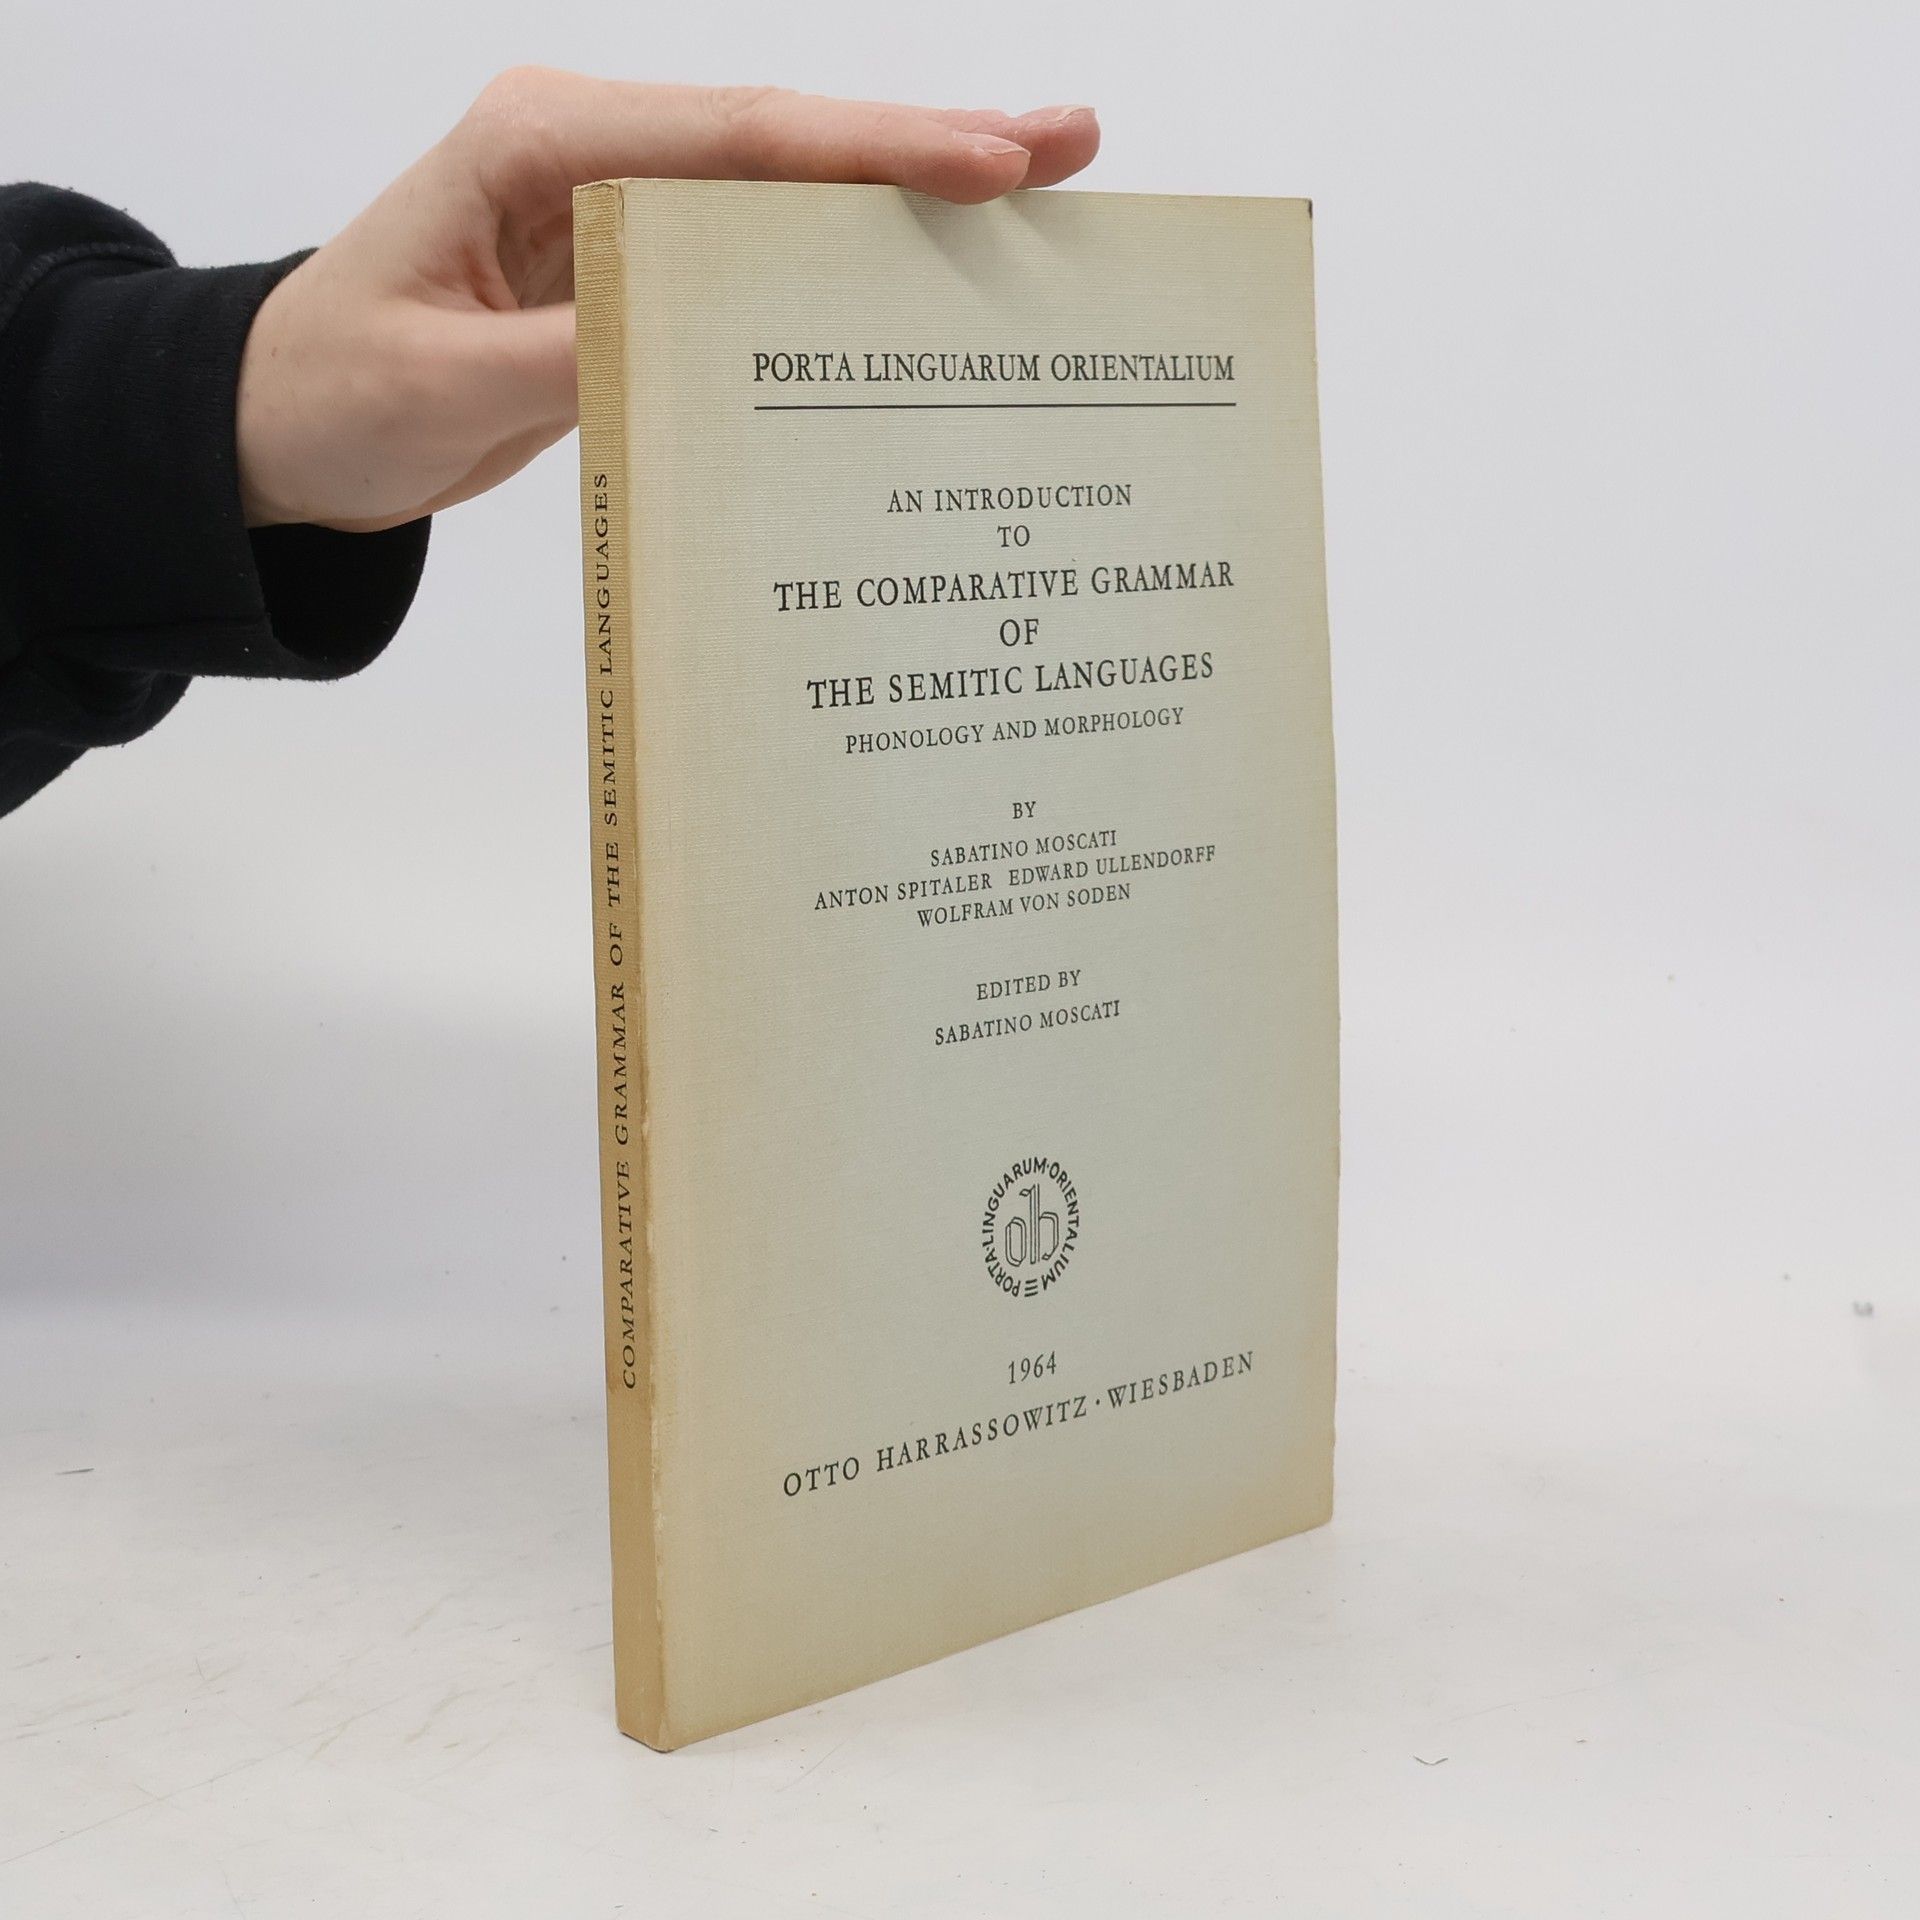 COMPARATIVE GRAMMAR OF THE SEMITIC LANGUAGES
PORTA LINGUARUM ORIENTALIUM
AN INTRODUCTION
TO
THE COMPARATIVE GRAMMAR
OF
THE SEMITIC LANGUAGES
PHONOLOGY AND MORPHOLOGY
BY
SABATINO MOSCATI
ANTON SPITALER EDWARD ULLENDORFF
WOLFRAM VON SODEN
EDITED BY
SABATINO MOSCATI
PORTA·LINGUARUM·ORIENTALIUM
oh
1964
OTTO HARRASSOWITZ · WIESBADEN